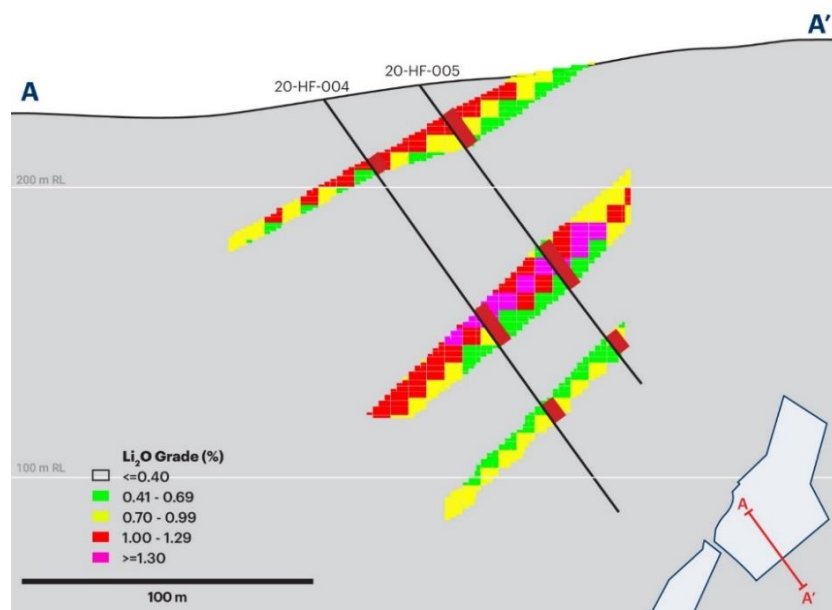 A'
A
20-HF-004
20-HF-005
200 m RL
100 m RL
Li₂O Grade (%)
<=0.40
0.41 - 0.69
0.70 - 0.99
1.00 - 1.29
>=1.30
100 m
A
A'